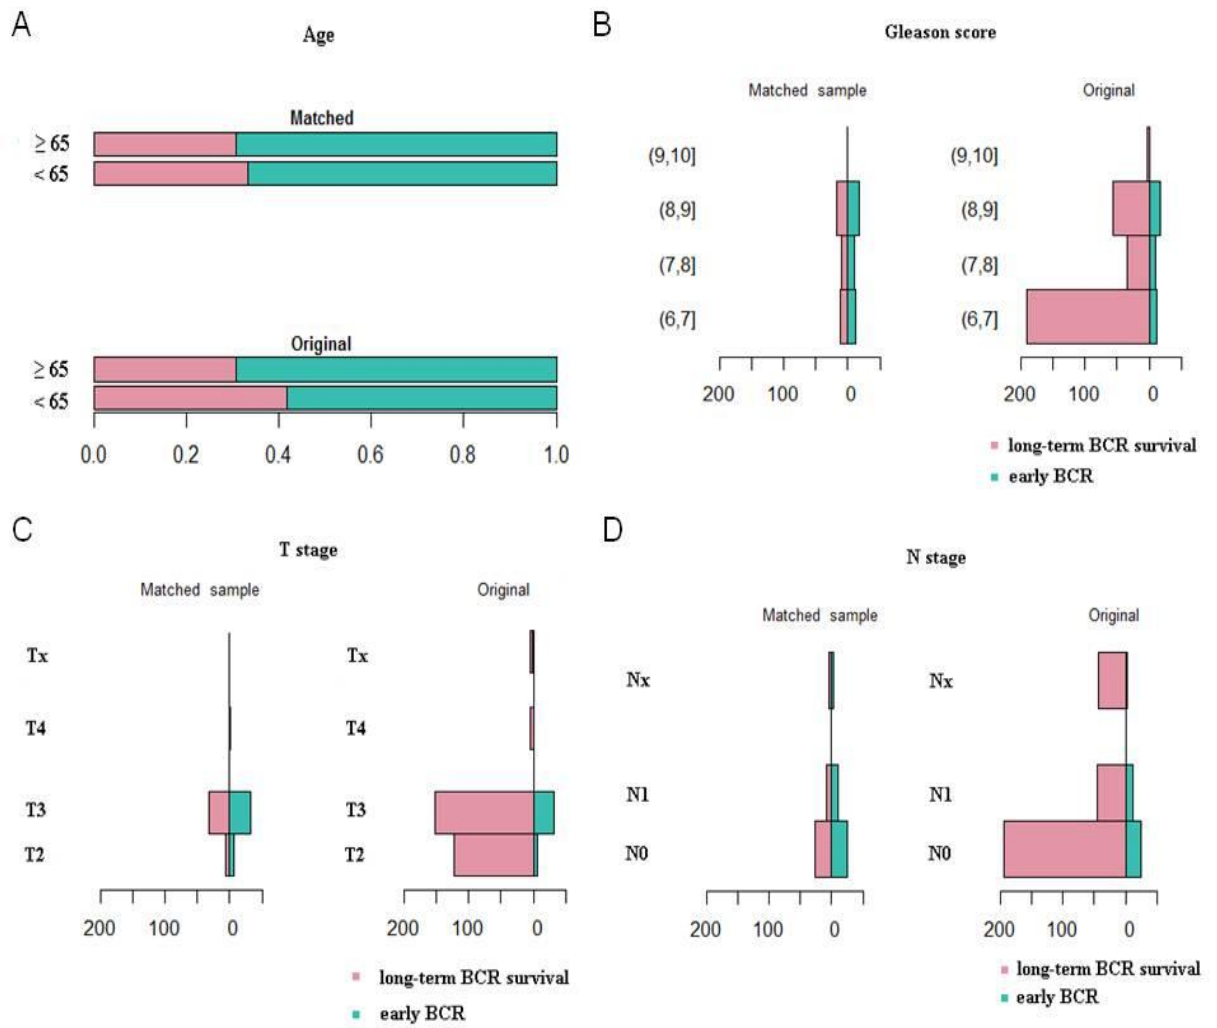 A
Age
Matched
≥ 65
< 65
Original
≥ 65
< 65
0.0 0.2 0.4 0.6 0.8 1.0
B
Gleason score
Matched sample Original
(9,10] (9,10]
(8,9] (8,9]
(7,8] (7,8]
(6,7] (6,7]
200 100 0 200 100 0
long-term BCR survival
early BCR
C
T stage
Matched sample Original
Tx Tx
T4 T4
T3 T3
T2 T2
200 100 0 200 100 0
long-term BCR survival
early BCR
D
N stage
Matched sample Original
Nx Nx
N1 N1
N0 N0
200 100 0 200 100 0
long-term BCR survival
early BCR